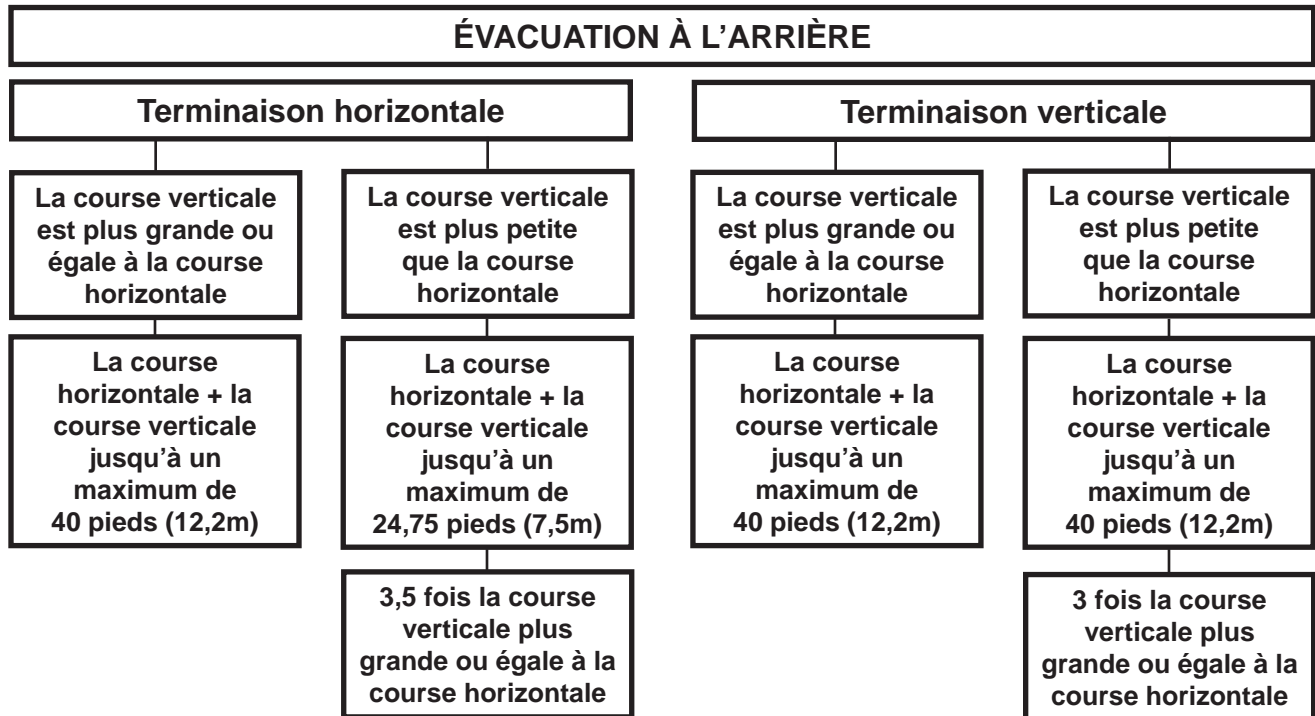 ÉVACUATION À L'ARRIÈRE
Terminaison horizontale
La course verticale
est plus grande ou
égale à la course
horizontale
La course
horizontale + la
course verticale
jusqu'à un
maximum de
40 pieds (12,2m)
La course verticale
est plus petite
que la course
horizontale
La course
horizontale + la
course verticale
jusqu'à un
maximum de
24,75 pieds (7,5m)
3,5 fois la course
verticale plus
grande ou égale à la
course horizontale
Terminaison verticale
La course verticale
est plus grande ou
égale à la course
horizontale
La course
horizontale + la
course verticale
jusqu'à un
maximum de
40 pieds (12,2m)
La course verticale
est plus petite
que la course
horizontale
La course
horizontale + la
course verticale
jusqu'à un
maximum de
40 pieds (12,2m)
3 fois la course
verticale plus
grande ou égale à la
course horizontale